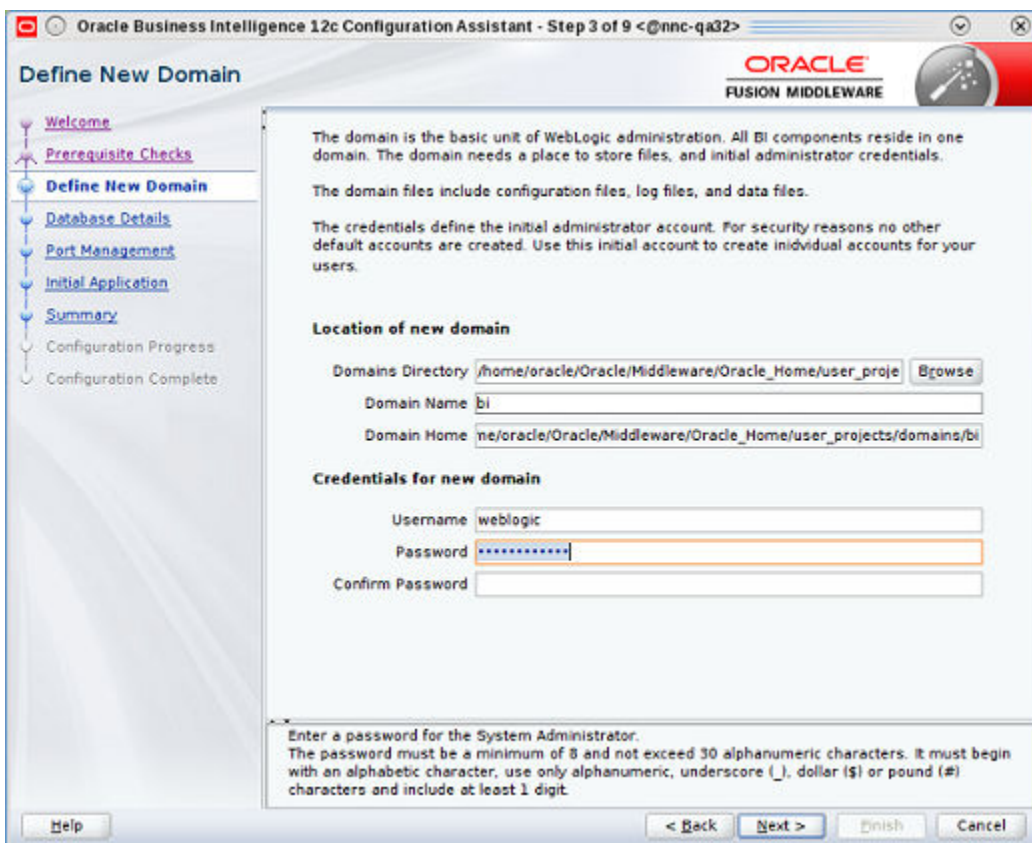 Oracle Business Intelligence 12c Configuration Assistant - Step 3 of 9 <@nnc-qa32>
Define New Domain
ORACLE
FUSION MIDDLEWARE
Welcome
Prerequisite Checks
Define New Domain
Database Details
Port Management
Initial Application
Summary
Configuration Progress
Configuration Complete
The domain is the basic unit of WebLogic administration. All BI components reside in one
domain. The domain needs a place to store files, and initial administrator credentials.
The domain files include configuration files, log files, and data files.
The credentials define the initial administrator account. For security reasons no other
default accounts are created. Use this initial account to create inidvidual accounts for your
users.
Location of new domain
Domains Directory /home/oracle/Oracle/Middleware/Oracle_Home/user_proje Browse
Domain Name bi
Domain Home me/oracle/Oracle/Middleware/Oracle_Home/user_projects/domains/bi
Credentials for new domain
Username weblogic
Password ••••••••••••
Confirm Password
Enter a password for the System Administrator.
The password must be a minimum of 8 and not exceed 30 alphanumeric characters. It must begin
with an alphabetic character, use only alphanumeric, underscore (_), dollar ($) or pound (#)
characters and include at least 1 digit.
Help < Back Next > Finish Cancel